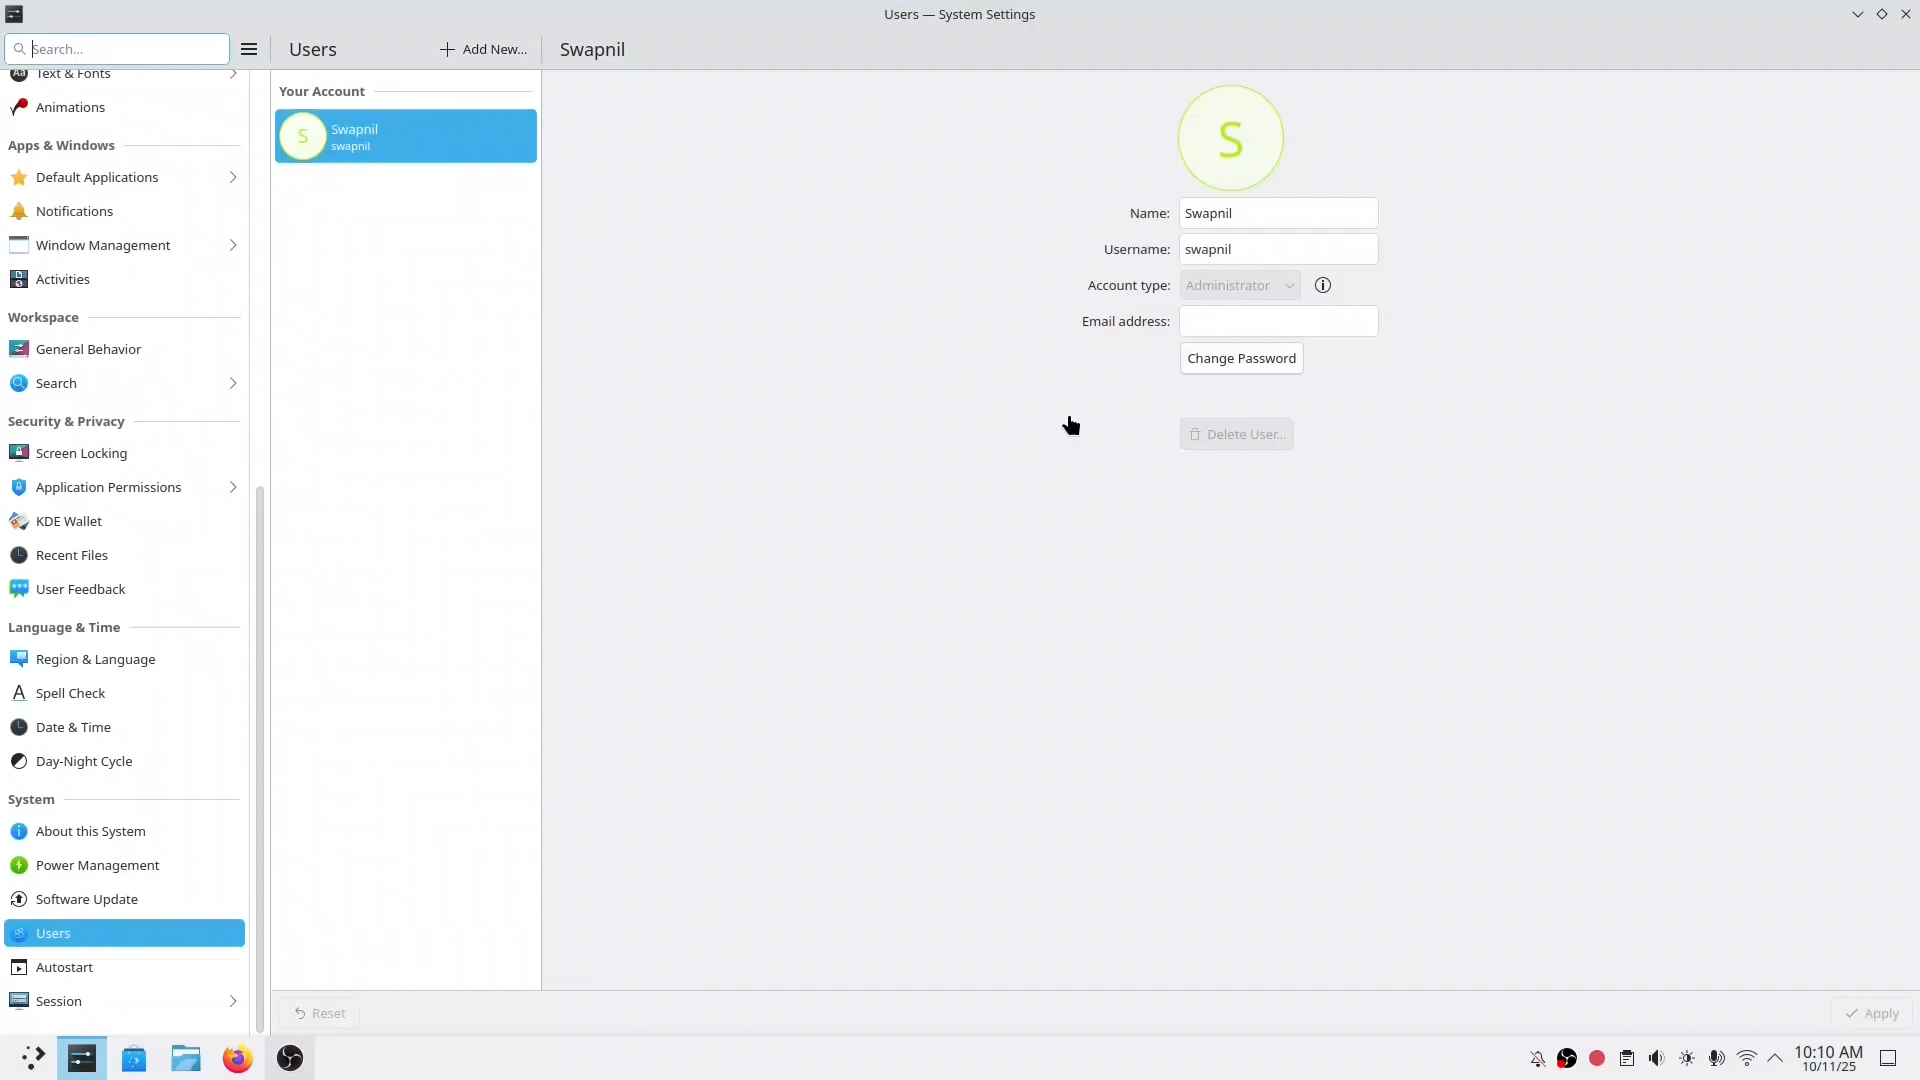 Users — System Settings
Search...
Users
Add New...
Swapnil
Text & Fonts
Animations
Apps & Windows
Default Applications
Notifications
Window Management
Activities
Workspace
General Behavior
Search
Security & Privacy
Screen Locking
Application Permissions
KDE Wallet
Recent Files
User Feedback
Language & Time
Region & Language
Spell Check
Date & Time
Day-Night Cycle
System
About this System
Power Management
Software Update
Users
Autostart
Session
Your Account
S
Swapnil
swapnil
S
Name: Swapnil
Username: swapnil
Account type: Administrator
Email address:
Change Password
Delete User...
Reset
Apply
10:10 AM
10/11/25